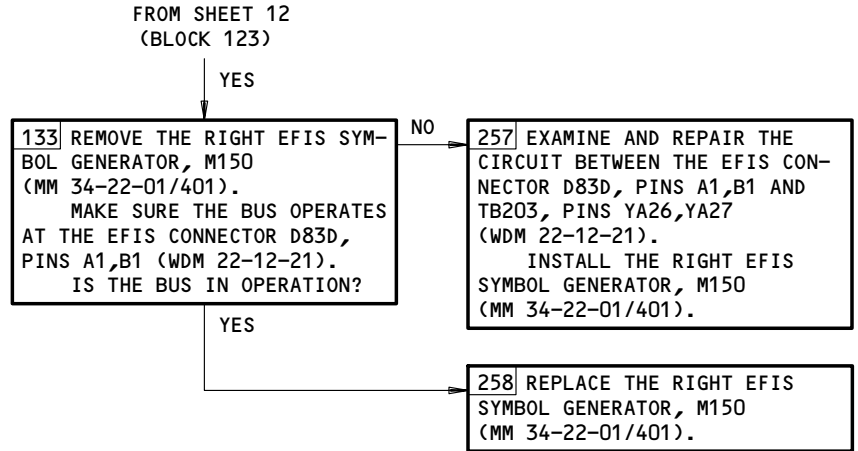 FROM SHEET 12
(BLOCK 123)
YES
133 REMOVE THE RIGHT EFIS SYM-
BOL GENERATOR, M150
(MM 34-22-01/401).
MAKE SURE THE BUS OPERATES
AT THE EFIS CONNECTOR D83D,
PINS A1,B1 (WDM 22-12-21).
IS THE BUS IN OPERATION?
NO
257 EXAMINE AND REPAIR THE
CIRCUIT BETWEEN THE EFIS CON-
NECTOR D83D, PINS A1,B1 AND
TB203, PINS YA26,YA27
(WDM 22-12-21).
INSTALL THE RIGHT EFIS
SYMBOL GENERATOR, M150
(MM 34-22-01/401).
YES
258 REPLACE THE RIGHT EFIS
SYMBOL GENERATOR, M150
(MM 34-22-01/401).